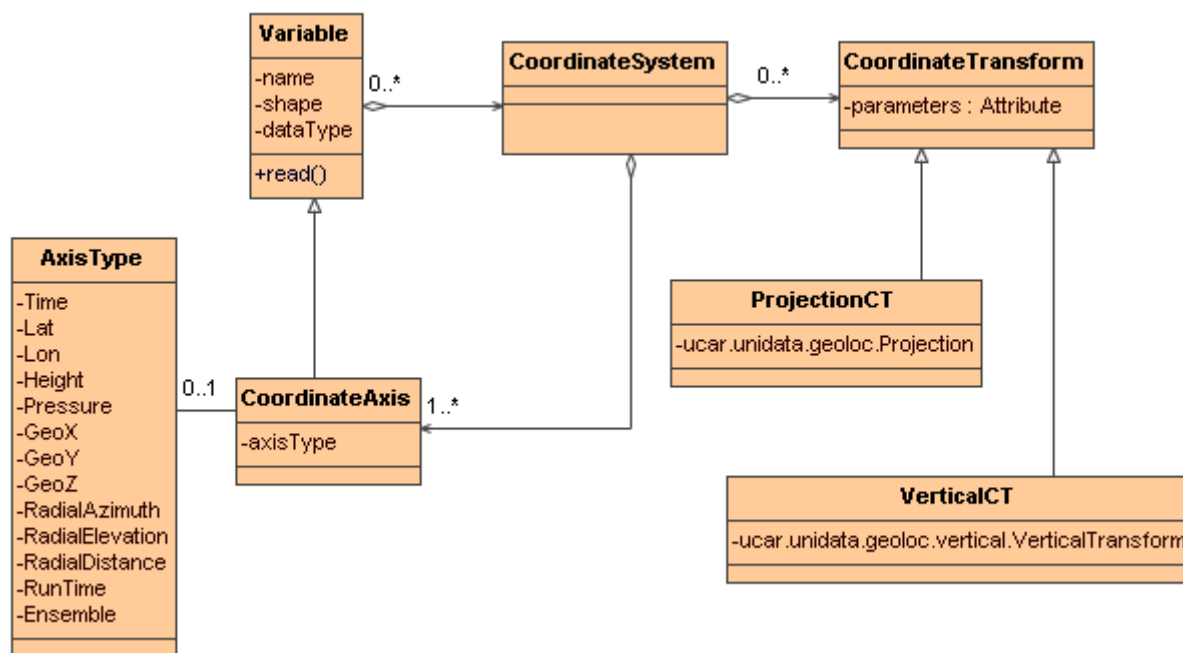 Variable
-name
-shape
-dataType
+read()
0..*
CoordinateSystem
0..*
CoordinateTransform
-parameters : Attribute
AxisType
-Time
-Lat
-Lon
-Height
-Pressure
-GeoX
-GeoY
-GeoZ
-RadialAzimuth
-RadialElevation
-RadialDistance
-RunTime
-Ensemble
0..1
CoordinateAxis
-axisType
1..*
ProjectionCT
-ucar.unidata.geoloc.Projection
VerticalCT
-ucar.unidata.geoloc.vertical.VerticalTransform